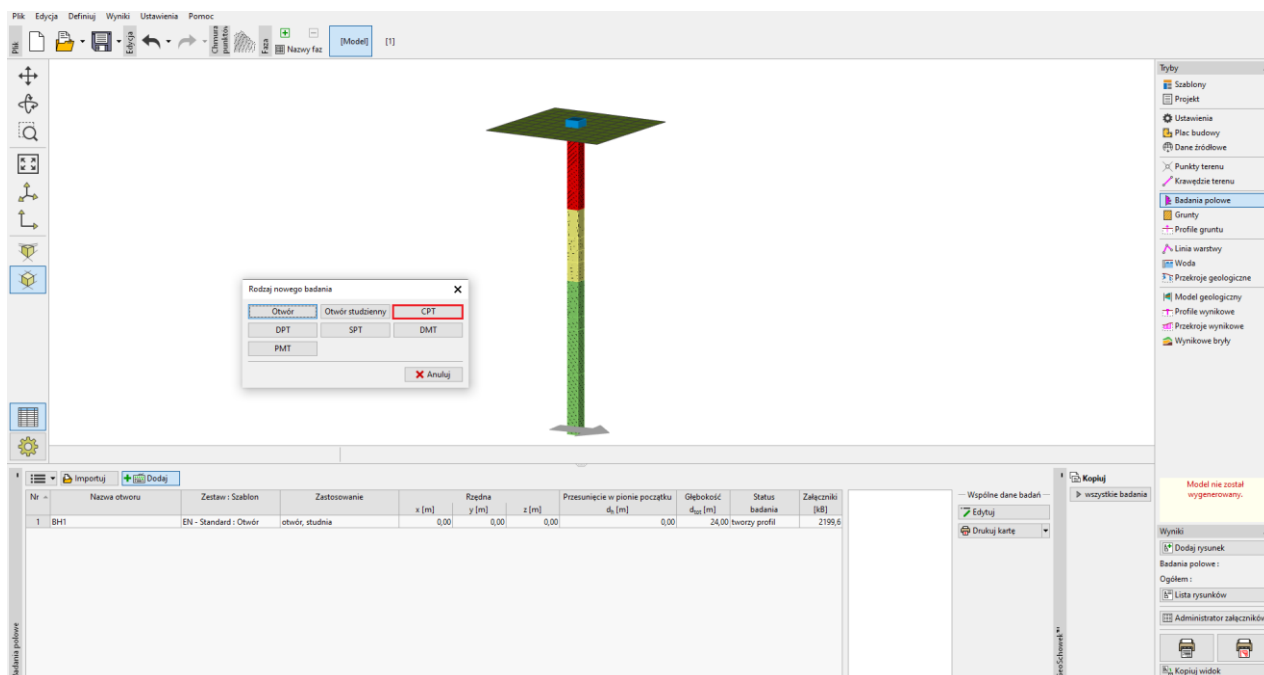 Plik Edycja Definiuj Wyniki Ustawienia Pomoc
Plik
Edycja
Chmura punktów
Faza
Nazwy faz
[Model] [1]
Tryby
Szablony
Projekt
Ustawienia
Plac budowy
Dane źródłowe
Punkty terenu
Krawędzie terenu
Badania polowe
Grunty
Profile gruntu
Linia warstwy
Woda
Przekroje geologiczne
Model geologiczny
Profile wynikowe
Przekroje wynikowe
Wynikowe bryły
Rodzaj nowego badania
Otwór Otwór studzienny CPT
DPT SPT DMT
PMT
Anuluj
Importuj Dodaj
Nr Nazwa otworu Zestaw : Szablon Zastosowanie Rzędna Przesunięcie w pionie początku Głębokość Status Załączniki
x [m] y [m] z [m] dh [m] dtot [m] badania [kB]
1 BH1 EN - Standard : Otwór otwór, studnia 0,00 0,00 0,00 0,00 24,00 tworzy profil 2199,6
Wspólne dane badań
Edytuj
Drukuj kartę
Kopiuj
wszystkie badania
Badania polowe
GeoSchowek™
Model nie został
wygenerowany.
Wyniki
Dodaj rysunek
Badania polowe :
Ogółem :
Lista rysunków
Administrator załączników
Kopiuj widok